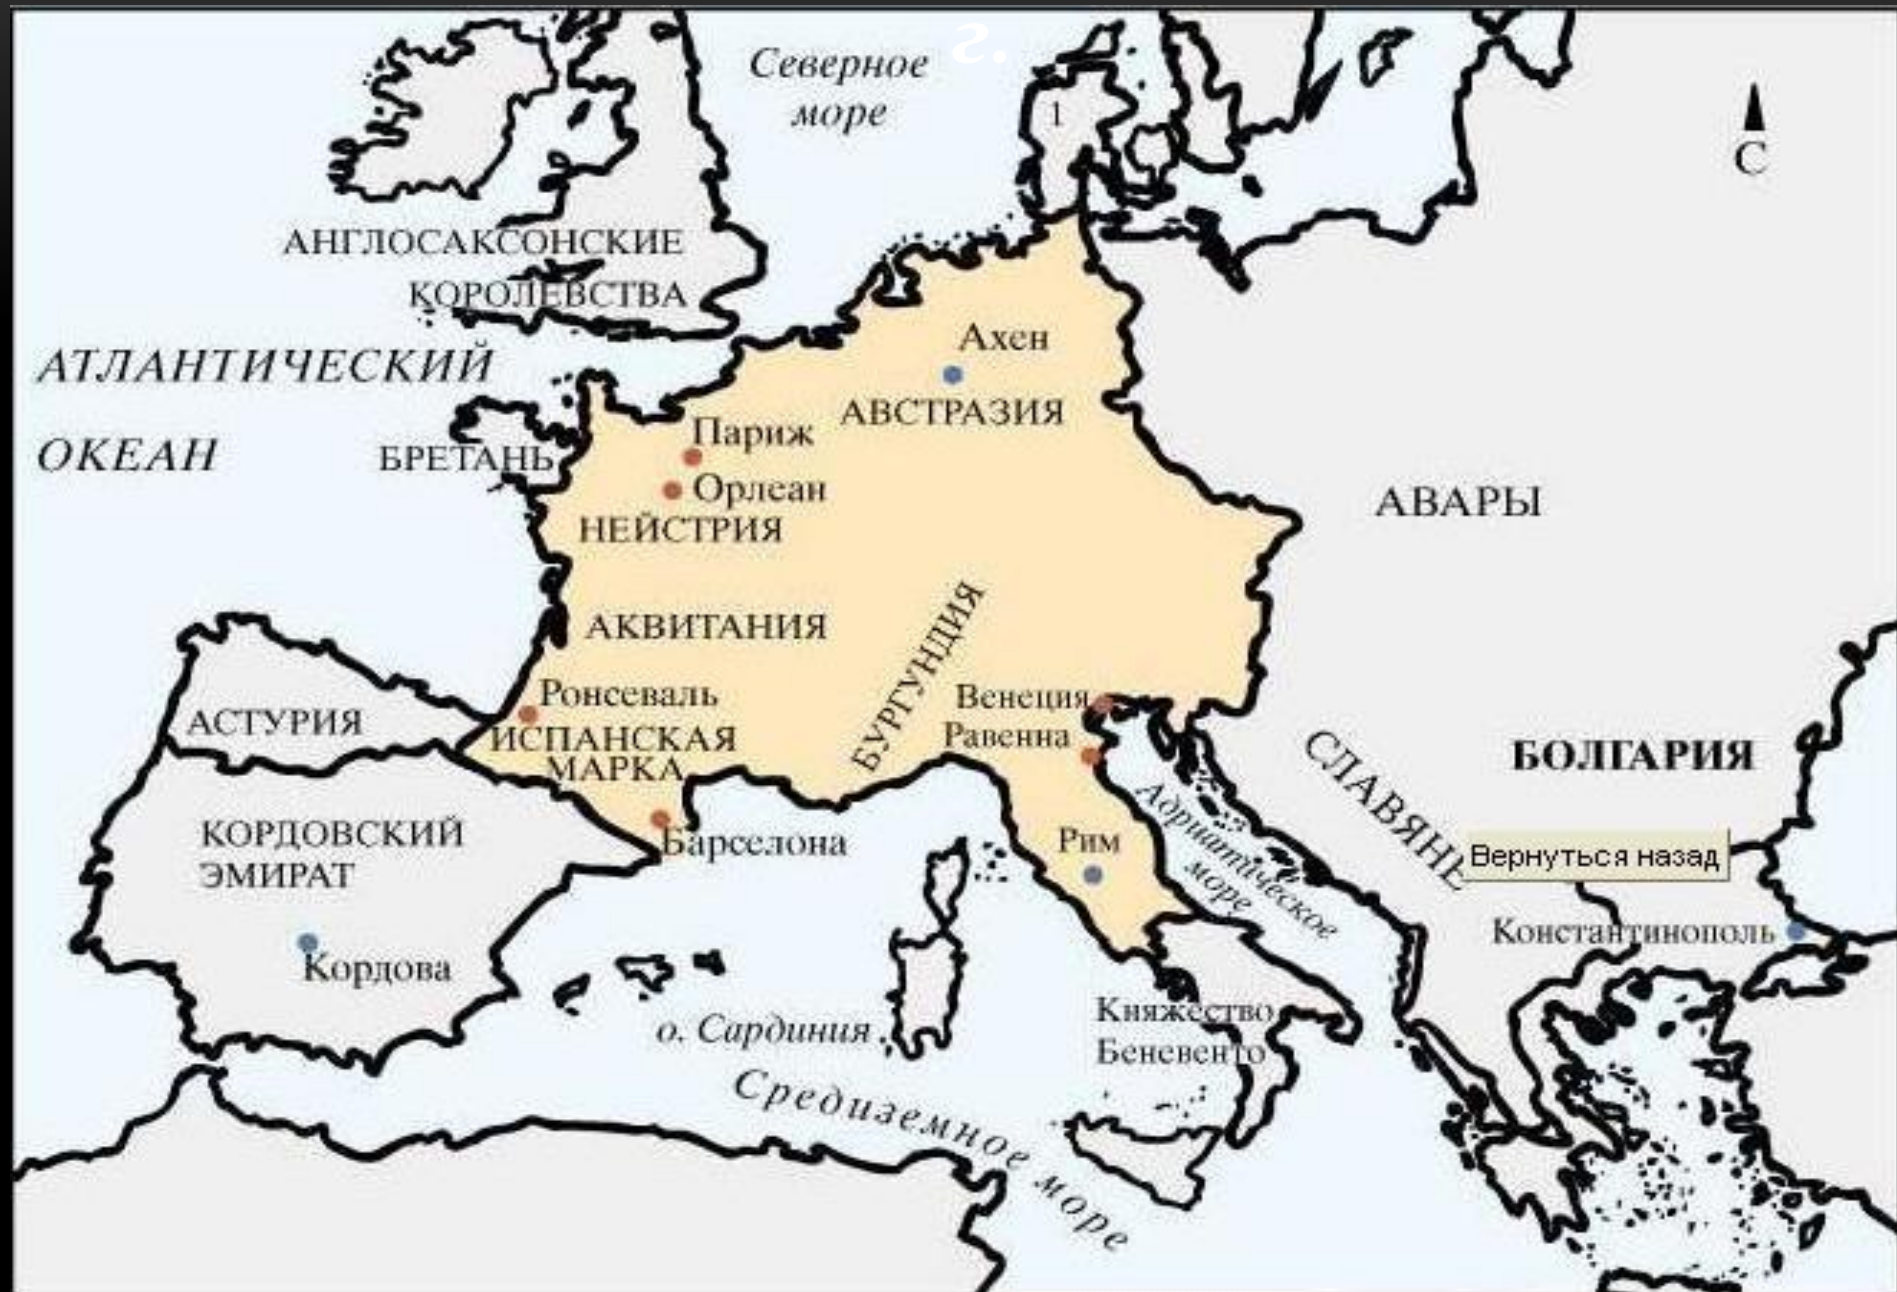 г.
Северное
море
1
С
АНГЛОСАКСОНСКИЕ
КОРОЛЕВСТВА
АТЛАНТИЧЕСКИЙ
ОКЕАН
Ахен
АВСТРАЗИЯ
Париж
БРЕТАНЬ
Орлеан
НЕЙСТРИЯ
АВАРЫ
АКВИТАНИЯ
БУРГУНДИЯ
Ронсеваль
ИСПАНСКАЯ
МАРКА
Венеция
Равенна
АСТУРИЯ
СЛАВЯНЕ
БОЛГАРИЯ
КОРДОВСКИЙ
ЭМИРАТ
Барселона
Рим
Адриатическое
море
Вернуться назад
Константинополь
Кордова
о. Сардиния
Княжество
Беневенто
Средиземное море